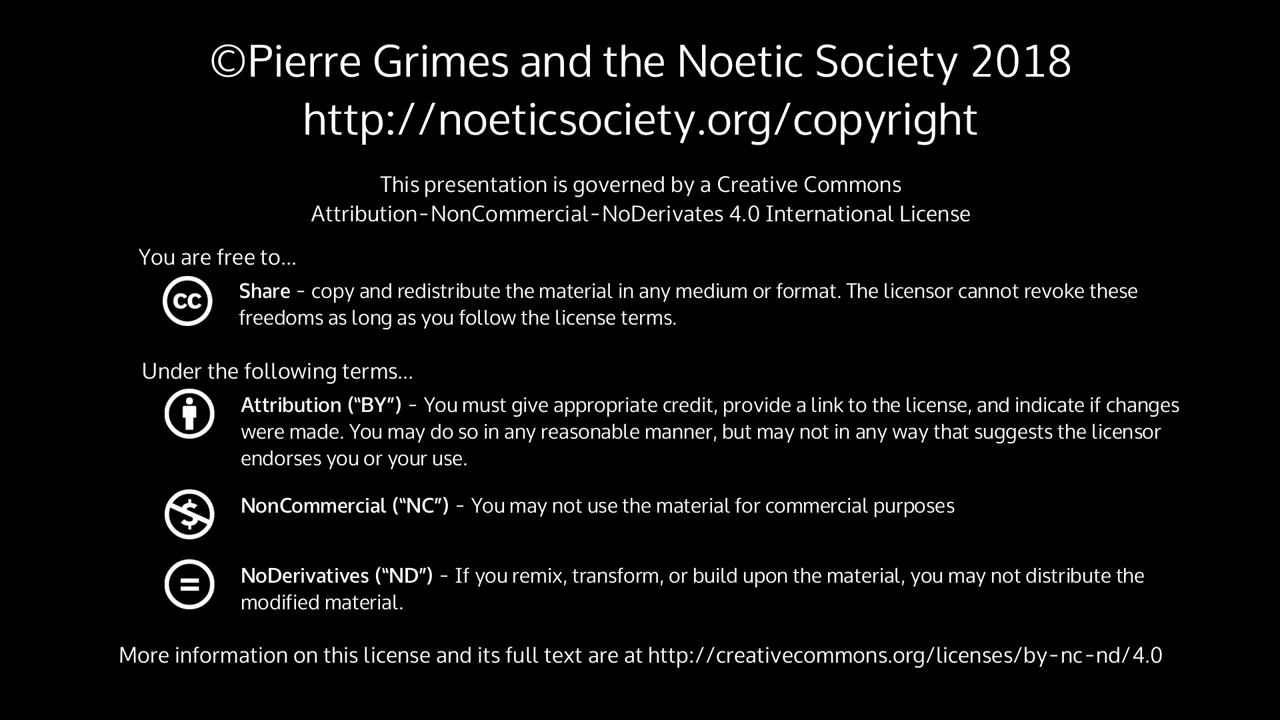 ©Pierre Grimes and the Noetic Society 2018
http://noeticsociety.org/copyright
This presentation is governed by a Creative Commons
Attribution-NonCommercial-NoDerivates 4.0 International License
You are free to...
cc
Share - copy and redistribute the material in any medium or format. The licensor cannot revoke these
freedoms as long as you follow the license terms.
Under the following terms...
Attribution (“BY”) - You must give appropriate credit, provide a link to the license, and indicate if changes
were made. You may do so in any reasonable manner, but may not in any way that suggests the licensor
endorses you or your use.
NonCommercial (“NC”) - You may not use the material for commercial purposes
NoDerivatives (“ND”) - If you remix, transform, or build upon the material, you may not distribute the
modified material.
More information on this license and its full text are at http://creativecommons.org/licenses/by-nc-nd/4.0